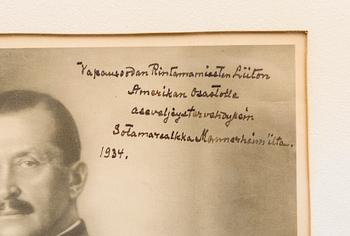 Vapaussodan Rintamamiesten Liiton
Amerikan Osastolle
aseveljeystervehdyksin
Sotamarsalkka Mannerheim'ilta.
1934.